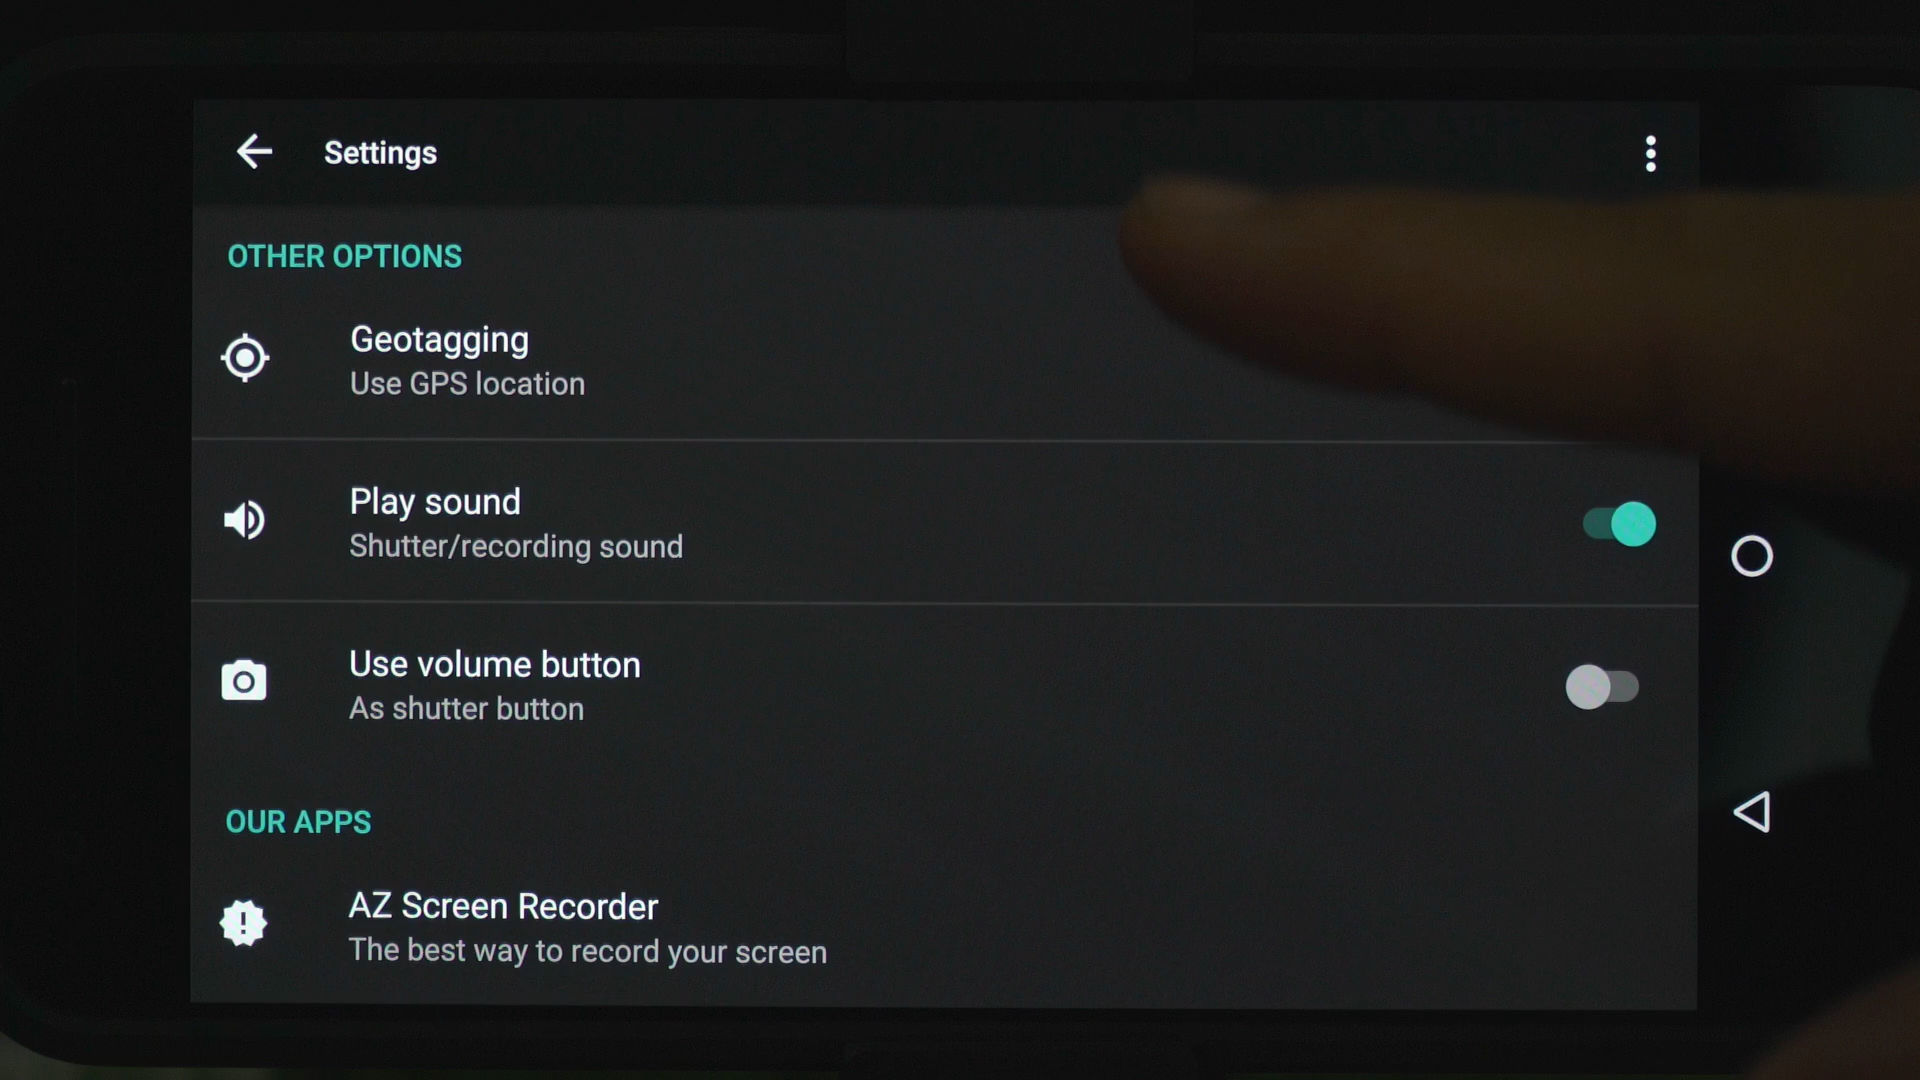 Settings
OTHER OPTIONS
Geotagging
Use GPS location
Play sound
Shutter/recording sound
Use volume button
As shutter button
OUR APPS
AZ Screen Recorder
The best way to record your screen